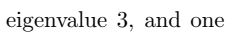 eigenvalue 3, and one